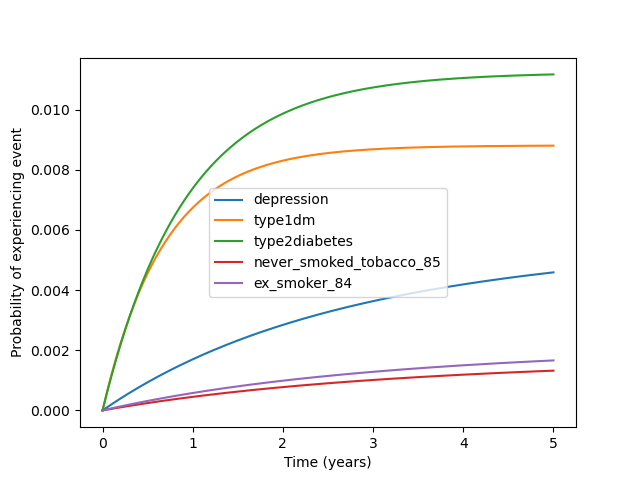 0.010
0.008
0.006
0.004
0.002
0.000
Probability of experiencing event
depression
type1dm
type2diabetes
never_smoked_tobacco_85
ex_smoker_84
0 1 2 3 4 5
Time (years)